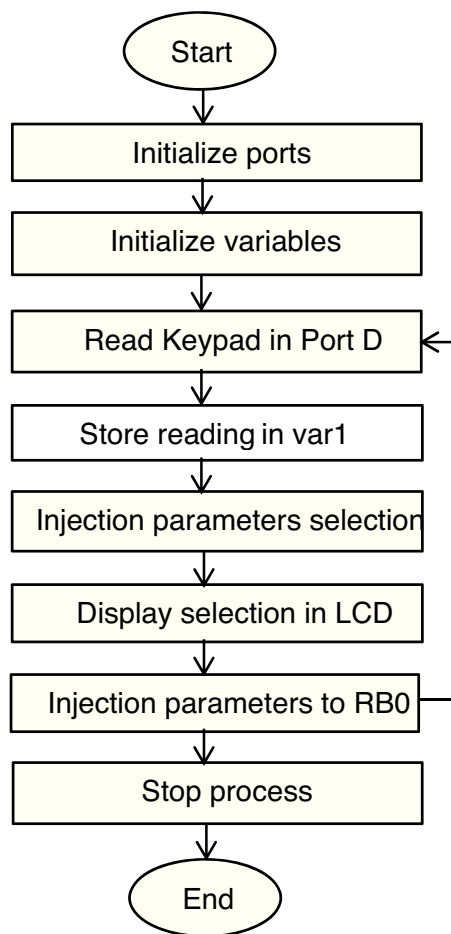 Start
Initialize ports
Initialize variables
Read Keypad in Port D
Store reading in var1
Injection parameters selection
Display selection in LCD
Injection parameters to RB0
Stop process
End